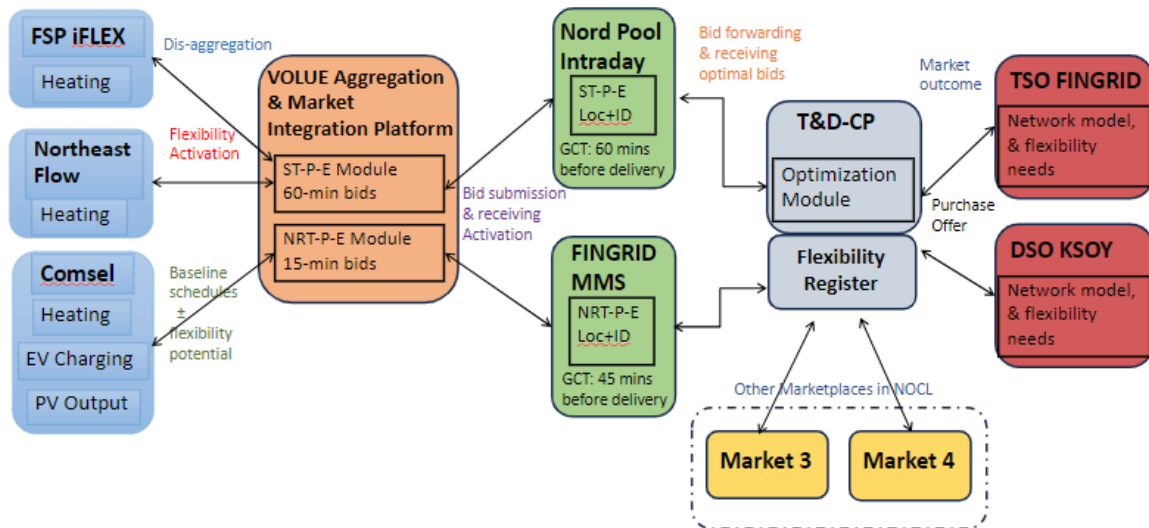 FSP iFLEX
Heating
Northeast
Flow
Heating
Comsel
Heating
EV Charging
PV Output
Dis-aggregation
Flexibility
Activation
Baseline
schedules
±
flexibility
potential
VOLUE Aggregation
& Market
Integration Platform
ST-P-E Module
60-min bids
NRT-P-E Module
15-min bids
Bid submission
& receiving
Activation
Nord Pool
Intraday
ST-P-E
Loc+ID
GCT: 60 mins
before delivery
FINGRID
MMS
NRT-P-E
Loc+ID
GCT: 45 mins
before delivery
Bid forwarding
& receiving
optimal bids
T&D-CP
Optimization
Module
Flexibility
Register
Market
outcome
Purchase
Offer
TSO FINGRID
Network model,
& flexibility
needs
DSO KSOY
Network model,
& flexibility
needs
Other Marketplaces in NOCL
Market 3
Market 4